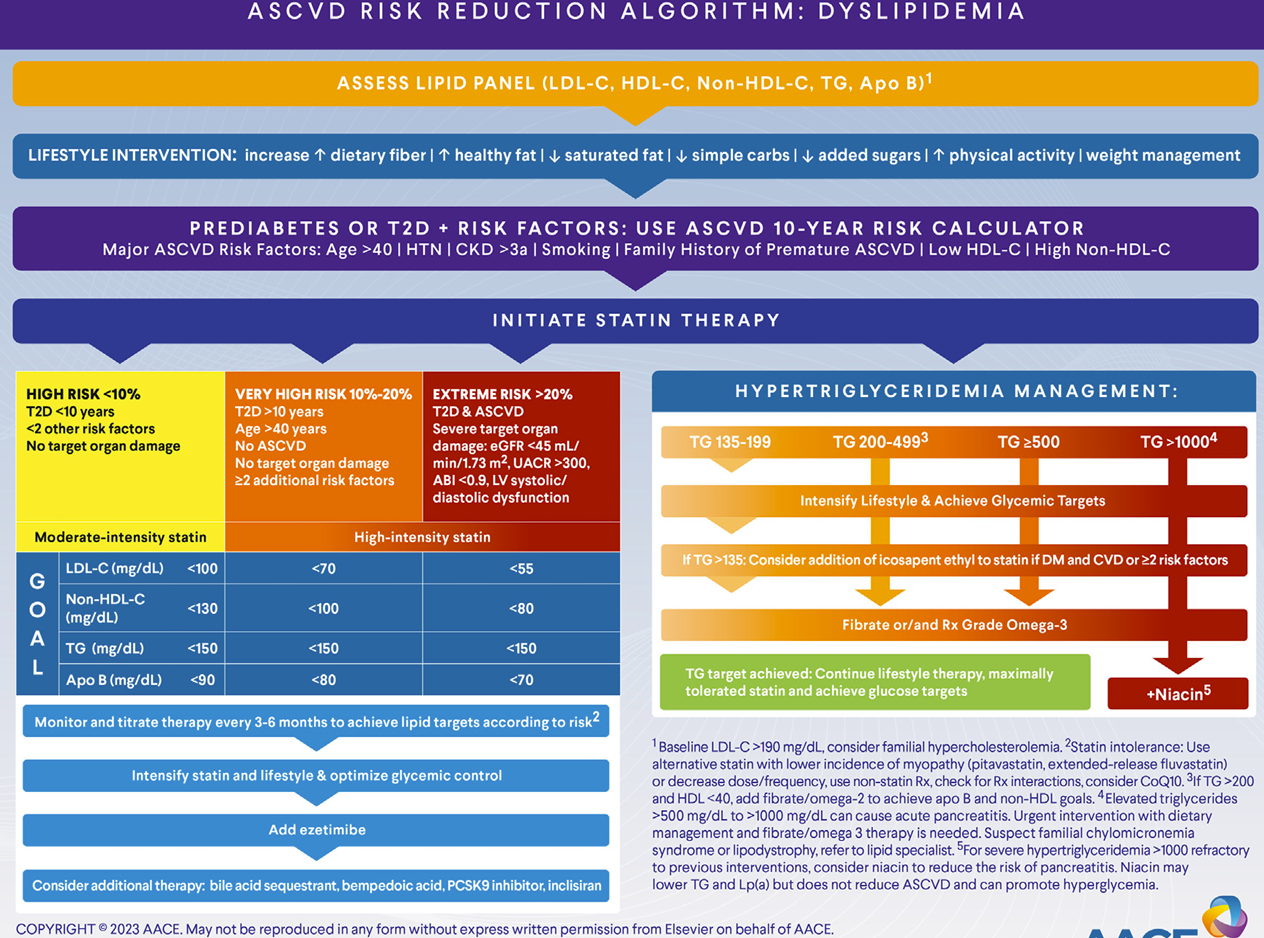 ASCVD RISK REDUCTION ALGORITHM: DYSLIPIDEMIA
ASSESS LIPID PANEL (LDL-C, HDL-C, Non-HDL-C, TG, Apo B)1
LIFESTYLE INTERVENTION: increase ↑ dietary fiber | ↑ healthy fat | ↓ saturated fat | ↓ simple carbs | ↓ added sugars | ↑ physical activity | weight management
PREDIABETES OR T2D + RISK FACTORS: USE ASCVD 10-YEAR RISK CALCULATOR
Major ASCVD Risk Factors: Age >40 | HTN | CKD >3a | Smoking | Family History of Premature ASCVD | Low HDL-C | High Non-HDL-C
INITIATE STATIN THERAPY
HIGH RISK <10%
T2D <10 years
<2 other risk factors
No target organ damage
VERY HIGH RISK 10%-20%
T2D >10 years
Age >40 years
No ASCVD
No target organ damage
≥2 additional risk factors
EXTREME RISK >20%
T2D & ASCVD
Severe target organ
damage: eGFR <45 mL/
min/1.73 m2, UACR >300,
ABI <0.9, LV systolic/
diastolic dysfunction
Moderate-intensity statin
High-intensity statin
GOAL
LDL-C (mg/dL) <100 <70 <55
Non-HDL-C
(mg/dL) <130 <100 <80
TG (mg/dL) <150 <150 <150
Apo B (mg/dL) <90 <80 <70
Monitor and titrate therapy every 3-6 months to achieve lipid targets according to risk2
Intensify statin and lifestyle & optimize glycemic control
Add ezetimibe
Consider additional therapy: bile acid sequestrant, bempedoic acid, PCSK9 inhibitor, inclisiran
HYPERTRIGLYCERIDEMIA MANAGEMENT:
TG 135-199 TG 200-4993 TG ≥500 TG >10004
Intensify Lifestyle & Achieve Glycemic Targets
If TG >135: Consider addition of icosapent ethyl to statin if DM and CVD or ≥2 risk factors
Fibrate or/and Rx Grade Omega-3
TG target achieved: Continue lifestyle therapy, maximally
tolerated statin and achieve glucose targets
+Niacin5
1Baseline LDL-C >190 mg/dL, consider familial hypercholesterolemia. 2Statin intolerance: Use
alternative statin with lower incidence of myopathy (pitavastatin, extended-release fluvastatin)
or decrease dose/frequency, use non-statin Rx, check for Rx interactions, consider CoQ10. 3If TG >200
and HDL <40, add fibrate/omega-2 to achieve apo B and non-HDL goals. 4Elevated triglycerides
>500 mg/dL to >1000 mg/dL can cause acute pancreatitis. Urgent intervention with dietary
management and fibrate/omega 3 therapy is needed. Suspect familial chylomicronemia
syndrome or lipodystrophy, refer to lipid specialist. 5For severe hypertriglyceridemia >1000 refractory
to previous interventions, consider niacin to reduce the risk of pancreatitis. Niacin may
lower TG and Lp(a) but does not reduce ASCVD and can promote hyperglycemia.
COPYRIGHT © 2023 AACE. May not be reproduced in any form without express written permission from Elsevier on behalf of AACE.
AACE